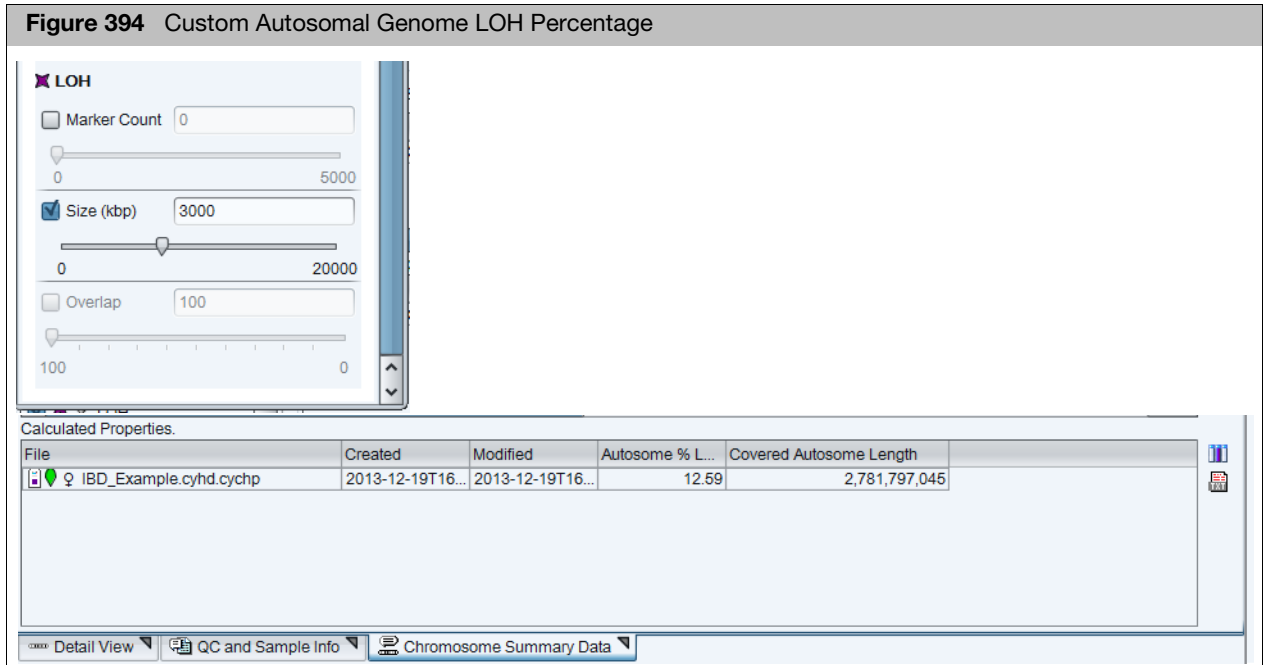 Figure 394 Custom Autosomal Genome LOH Percentage
LOH
Marker Count 0
0 5000
Size (kbp) 3000
0 20000
Overlap 100
100 0
Calculated Properties.
File Created Modified Autosome % L... Covered Autosome Length
IBD_Example.cyhd.cychp 2013-12-19T16... 2013-12-19T16... 12.59 2,781,797,045
Detail View QC and Sample Info Chromosome Summary Data